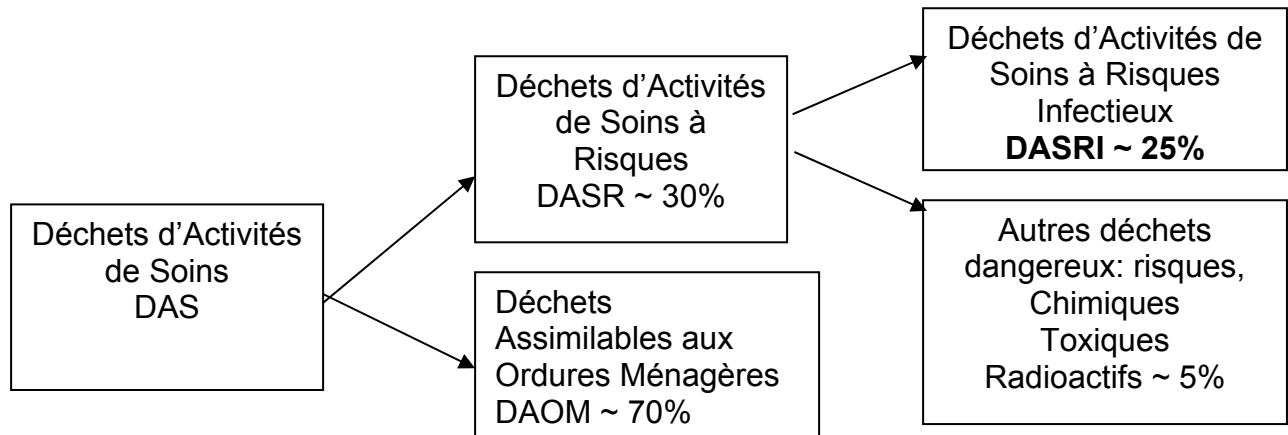 Déchets d’Activités
de Soins
DAS
Déchets d’Activités
de Soins à
Risques
DASR ~ 30%
Déchets
Assimilables aux
Ordures Ménagères
DAOM ~ 70%
Déchets d’Activités de
Soins à Risques
Infectieux
DASRI ~ 25%
Autres déchets
dangereux: risques,
Chimiques
Toxiques
Radioactifs ~ 5%